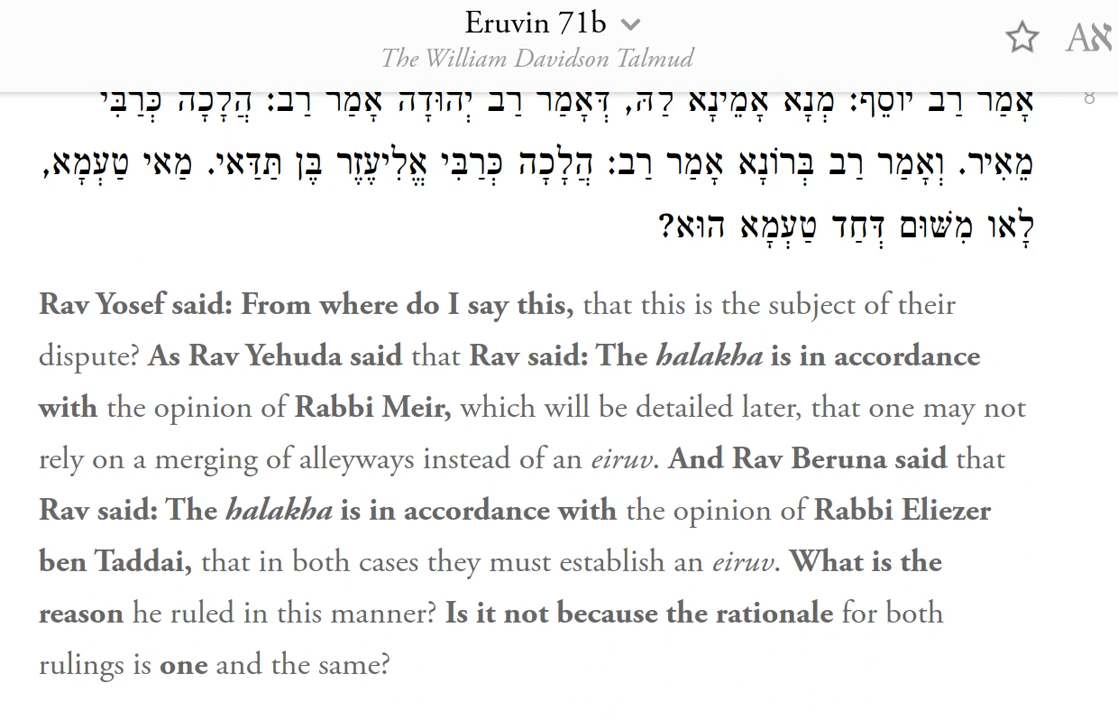 Eruvin 71b
The William Davidson Talmud
Aא
8
אָמַר רַב יוֹסֵף: מְנָא אָמֵינָא לַהּ, דְּאָמַר רַב יְהוּדָה אָמַר רַב: הֲלָכָה כְּרַבִּי
מֵאִיר. וְאָמַר רַב בְּרוֹנָא אָמַר רַב: הֲלָכָה כְּרַבִּי אֱלִיעֶזֶר בֶּן תַּדַּאי. מַאי טַעְמָא,
לָאו מִשּׁוּם דְּחַד טַעְמָא הוּא?
Rav Yosef said: From where do I say this, that this is the subject of their
dispute? As Rav Yehuda said that Rav said: The halakha is in accordance
with the opinion of Rabbi Meir, which will be detailed later, that one may not
rely on a merging of alleyways instead of an eiruv. And Rav Beruna said that
Rav said: The halakha is in accordance with the opinion of Rabbi Eliezer
ben Taddai, that in both cases they must establish an eiruv. What is the
reason he ruled in this manner? Is it not because the rationale for both
rulings is one and the same?